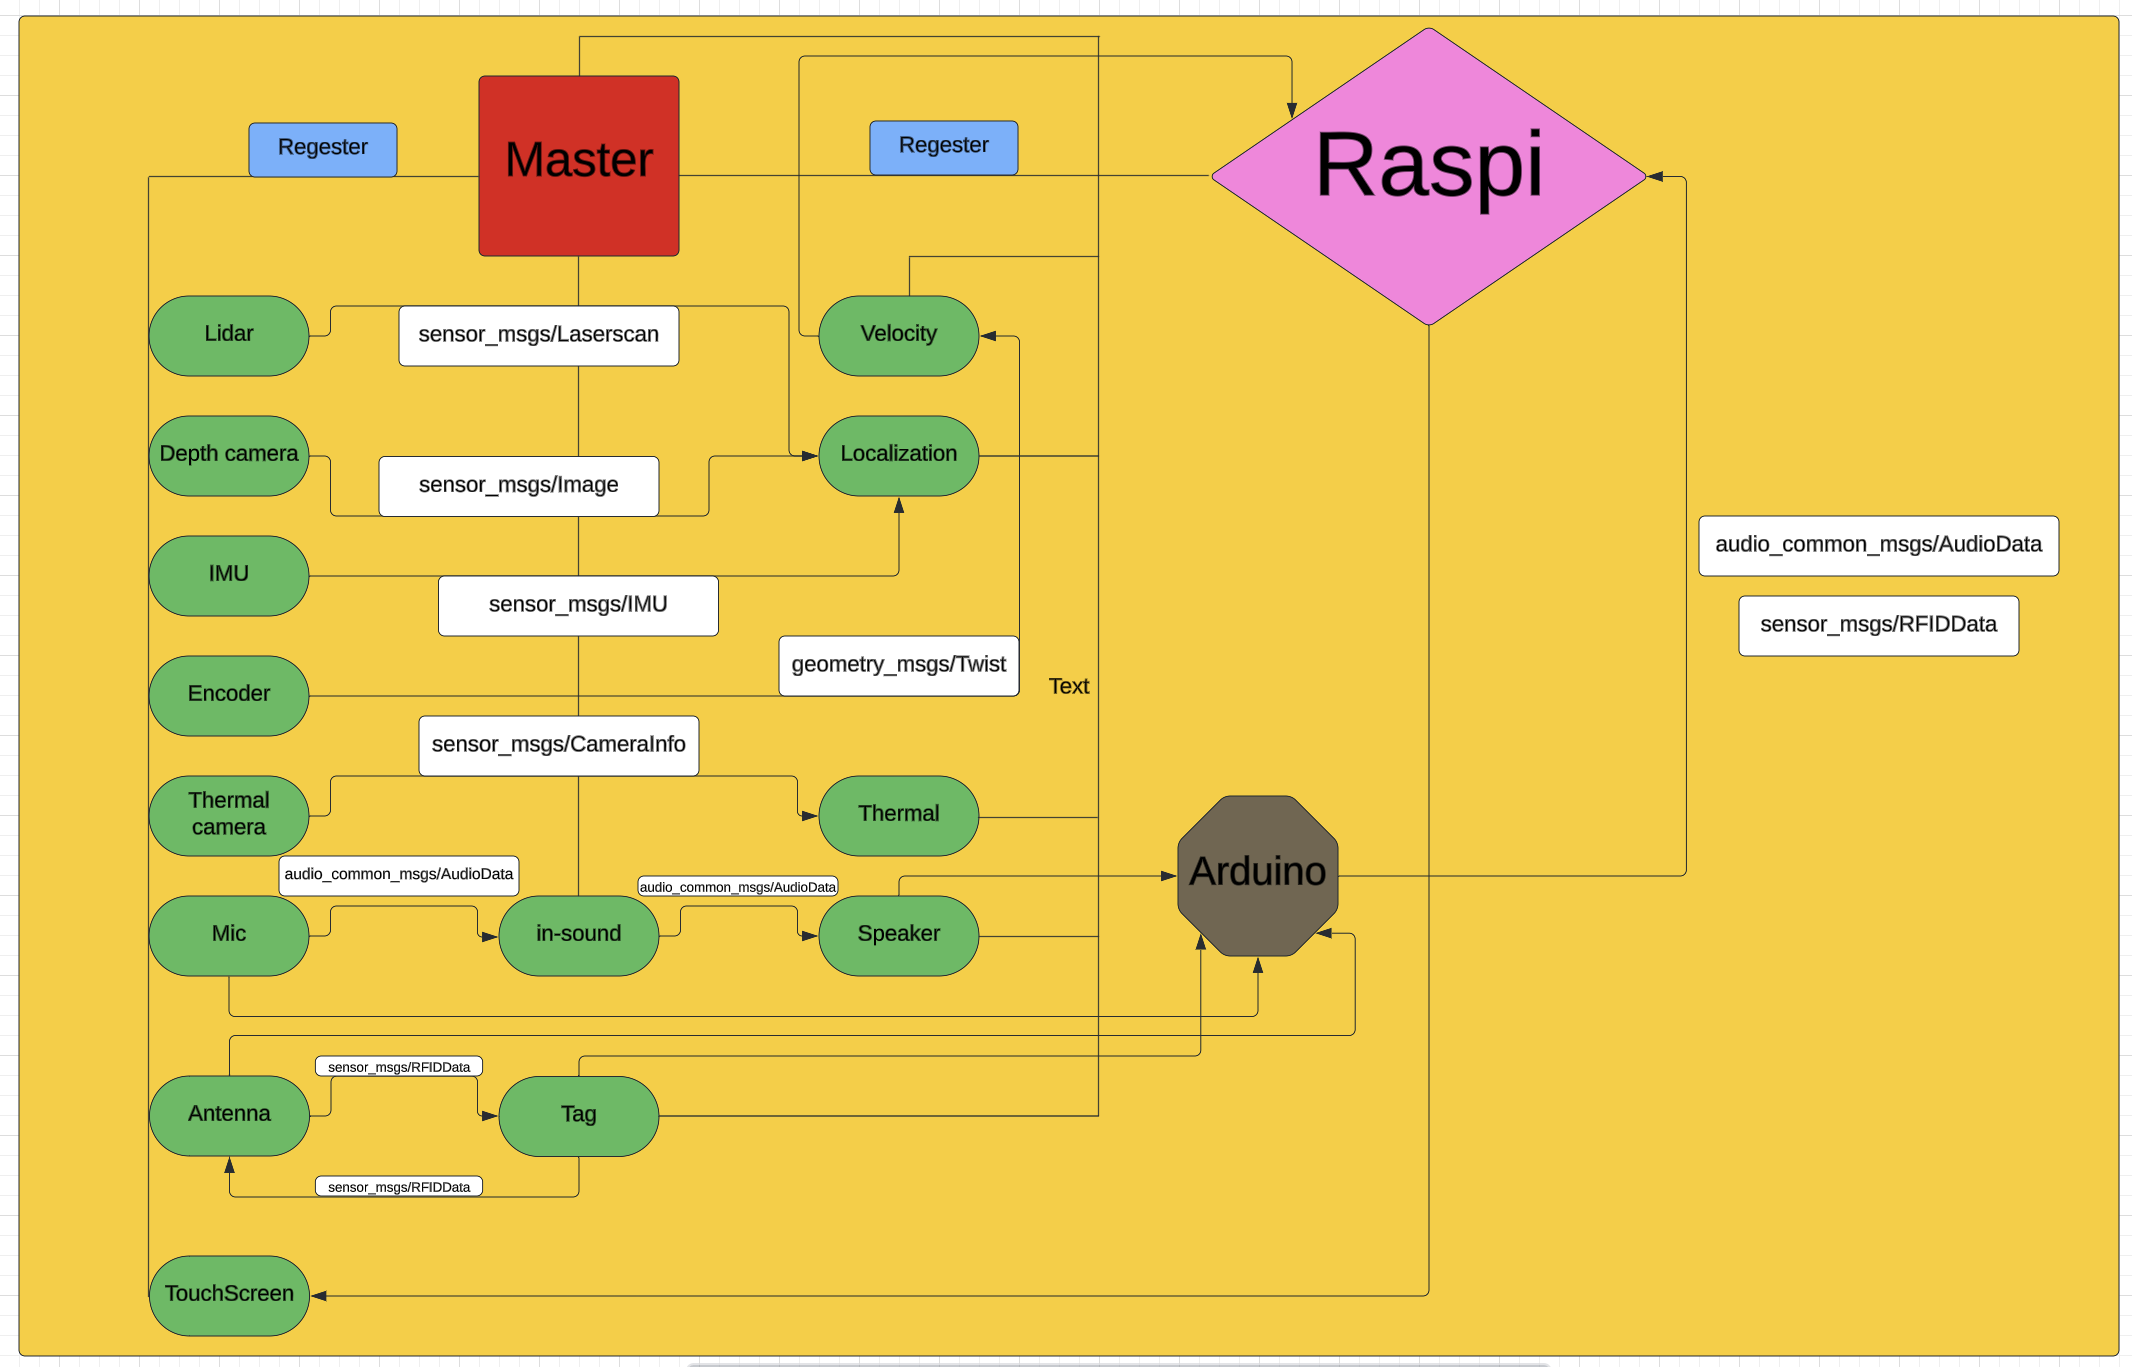 Master
Raspi
Regester
Regester
Lidar
sensor_msgs/Laserscan
Velocity
Depth camera
sensor_msgs/Image
Localization
IMU
sensor_msgs/IMU
audio_common_msgs/AudioData
sensor_msgs/RFIDData
Encoder
geometry_msgs/Twist
Text
sensor_msgs/CameraInfo
Thermal
camera
Thermal
Arduino
audio_common_msgs/AudioData
audio_common_msgs/AudioData
Mic
in-sound
Speaker
sensor_msgs/RFIDData
Antenna
Tag
sensor_msgs/RFIDData
TouchScreen